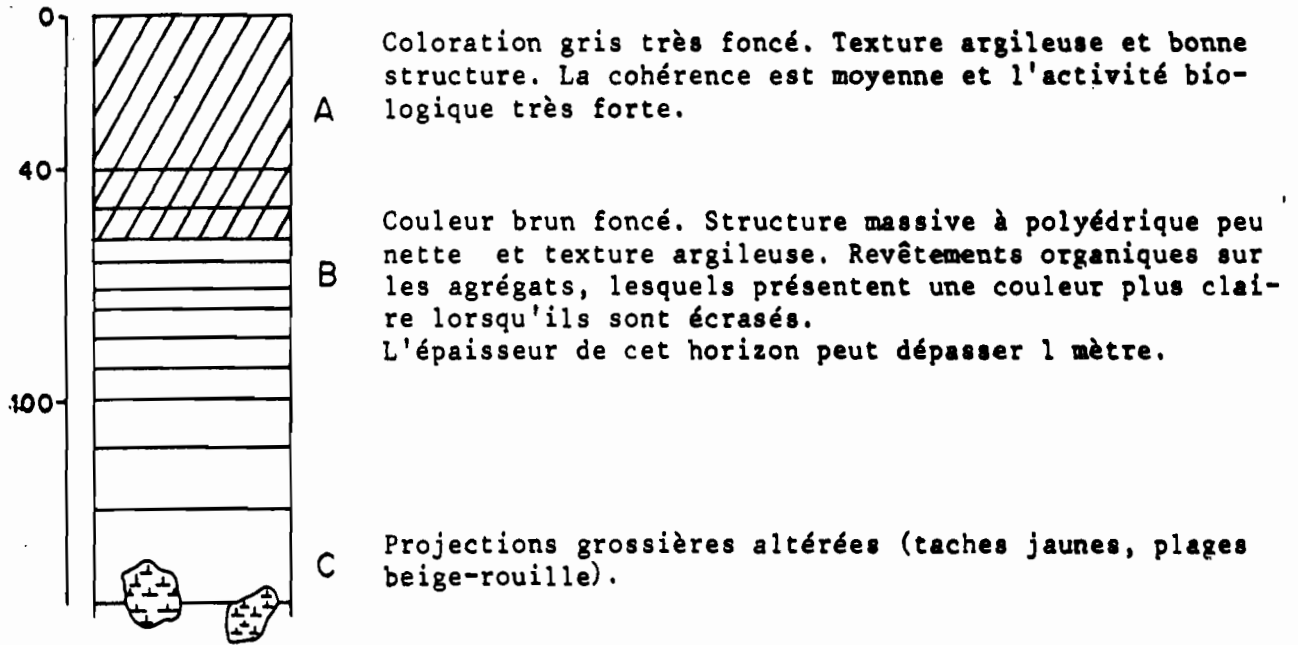 0
Coloration gris très foncé. Texture argileuse et bonne
structure. La cohérence est moyenne et l'activité bio-
logique très forte.
A
40
Couleur brun foncé. Structure massive à polyédrique peu
nette et texture argileuse. Revêtements organiques sur
les agrégats, lesquels présentent une couleur plus clai-
re lorsqu'ils sont écrasés.
L'épaisseur de cet horizon peut dépasser 1 mètre.
B
100
Projections grossières altérées (taches jaunes, plages
beige-rouille).
C